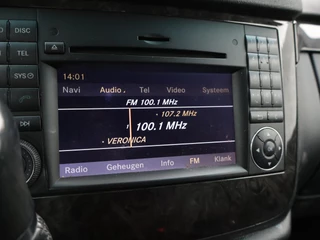 DISC
TEL
SYS
14:01
Navi Audio Tel Video Systeem
FM 100.1 MHz
107.2 MHz
100.1 MHz
VERONICA
Radio Geheugen Info FM Klank